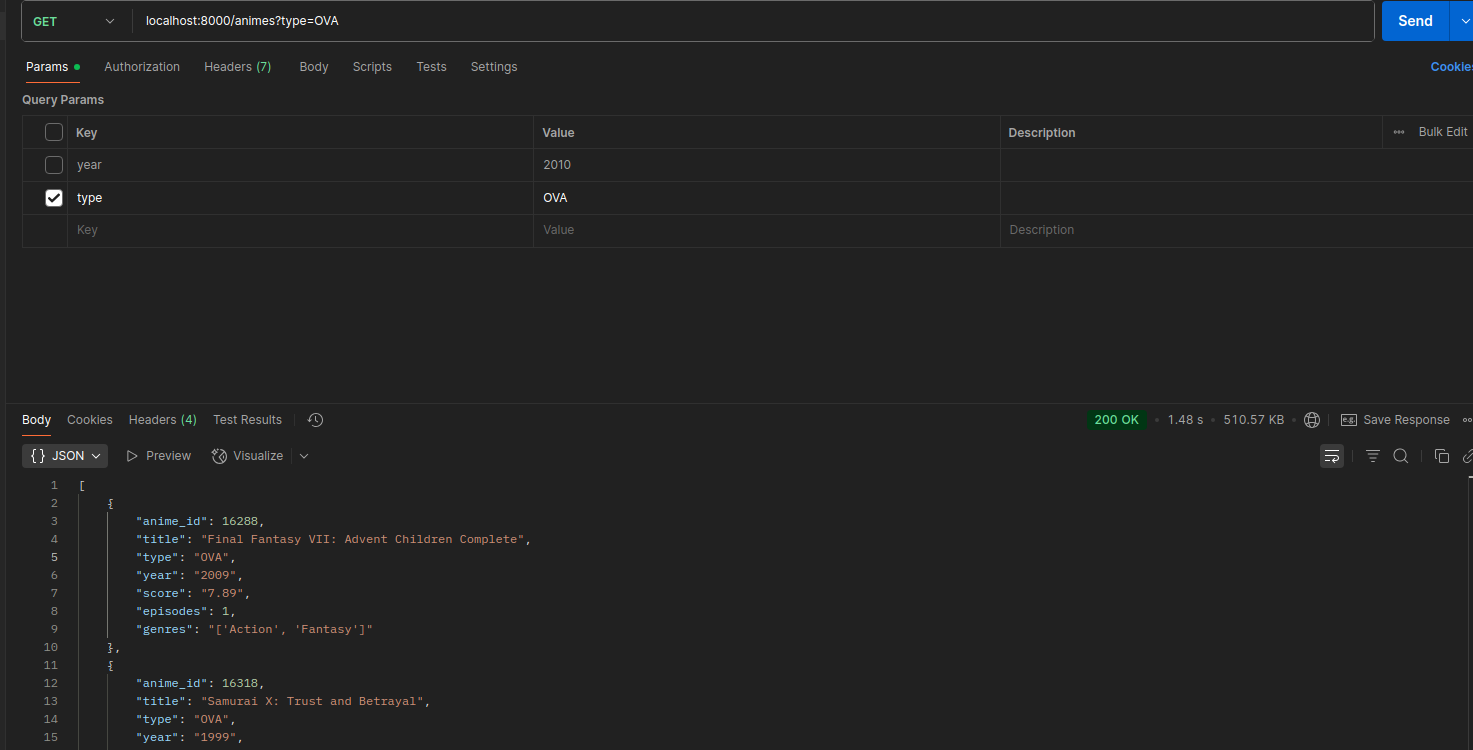 GET localhost:8000/animes?type=OVA Send
Params Authorization Headers (7) Body Scripts Tests Settings Cookies
Query Params
Key Value Description Bulk Edit
year 2010
type OVA
Key Value Description
Body Cookies Headers (4) Test Results 200 OK • 1.48 s • 510.57 KB • e.g. Save Response
{} JSON Preview Visualize
1 [
2 {
3 "anime_id": 16288,
4 "title": "Final Fantasy VII: Advent Children Complete",
5 "type": "OVA",
6 "year": "2009",
7 "score": "7.89",
8 "episodes": 1,
9 "genres": "['Action', 'Fantasy']"
10 },
11 {
12 "anime_id": 16318,
13 "title": "Samurai X: Trust and Betrayal",
14 "type": "OVA",
15 "year": "1999",